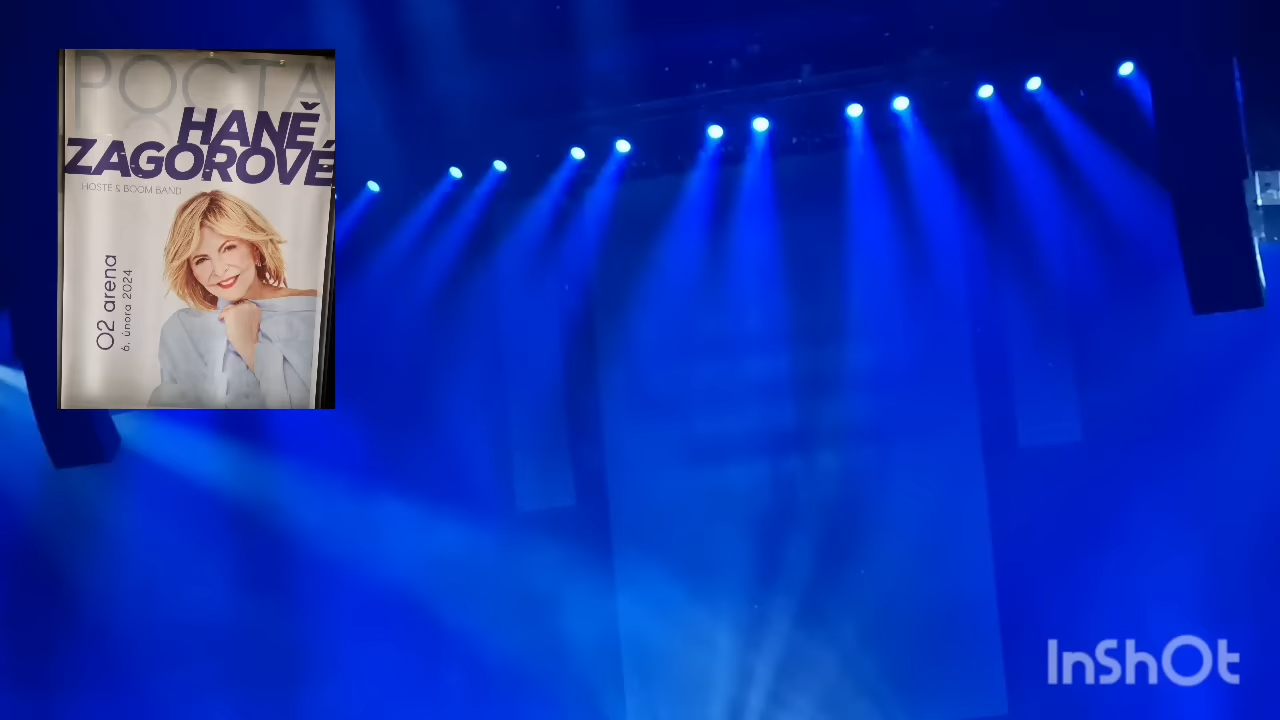 POCTA
HANĚ
ZAGOROVÉ
HOSTÉ & BOOM BAND
O2 arena
6. února 2024
InShOt